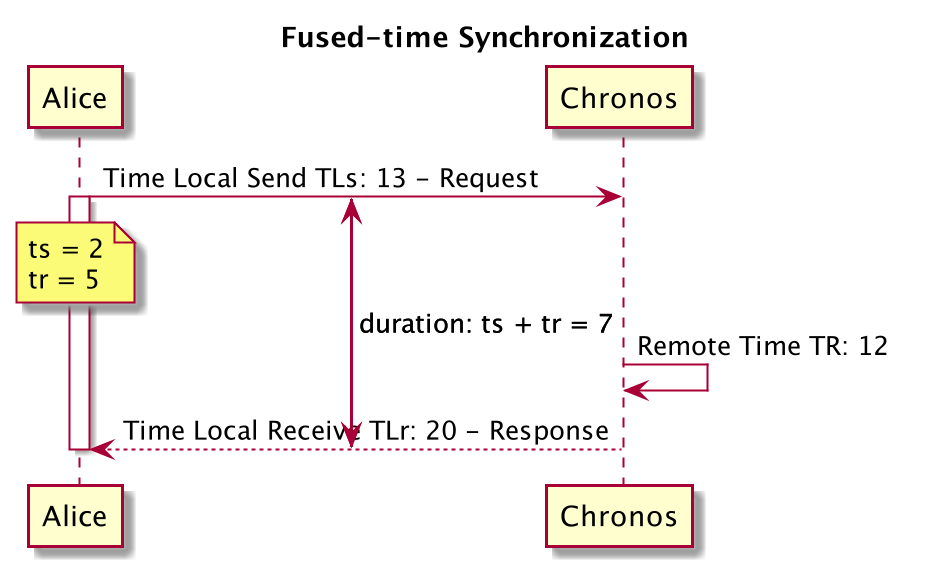 Fused-time Synchronization
Alice
Chronos
Time Local Send TLs: 13 - Request
ts = 2
tr = 5
duration: ts + tr = 7
Remote Time TR: 12
Time Local Receive TLr: 20 - Response
Alice
Chronos